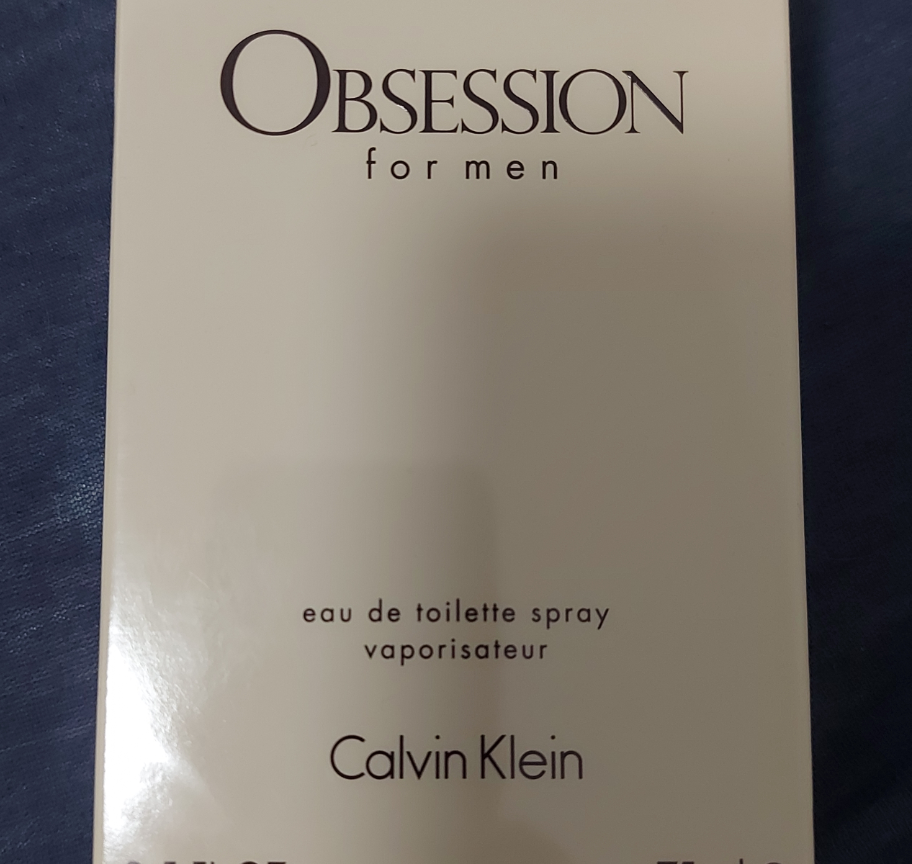 OBSESSION
for men
eau de toilette spray
vaporisateur
Calvin Klein